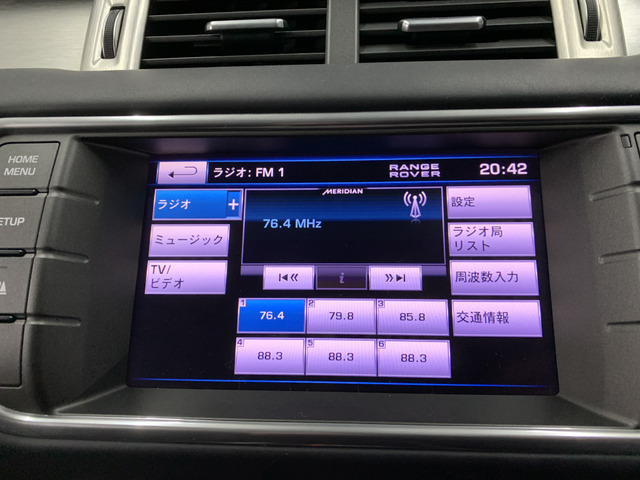 HOME
MENU
ラジオ: FM 1
RANGE
ROVER
20:42
ラジオ
+
MERIDIAN
76.4 MHz
設定
ミュージック
ラジオ局
リスト
TV/
ビデオ
i
周波数入力
1
76.4
2
79.8
3
85.8
交通情報
4
88.3
5
88.3
6
88.3